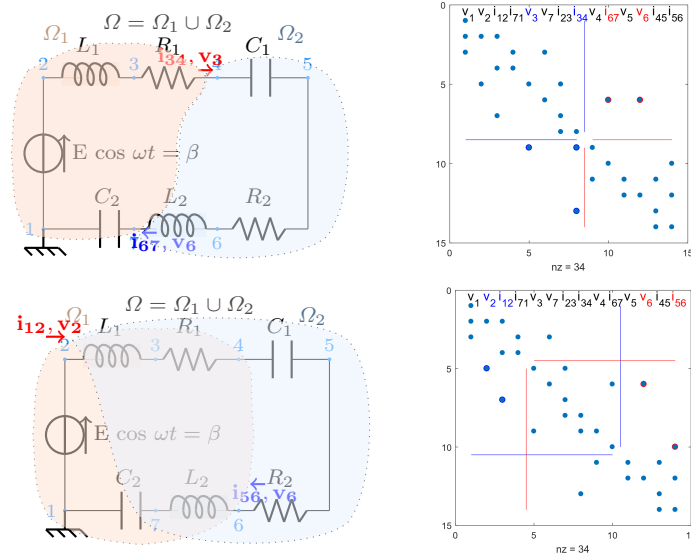 Ω₁ Ω = Ω₁ ∪ Ω₂ Ω₂
L₁ R₁ C₁
i₃₄, v₃
2 3 4 5
E cos ωt = β
C₂ L₂ R₂
1 6
i₆₇, v₆
v₁ v₂ i₁₂ i₇₁ v₃ i₃₄ v₇ i₂₃ i₃₄ v₄ i₆₇ v₅ v₆ i₄₅ i₅₆
0
5
10
15
0 5 10 15
nz = 34
Ω₁ Ω = Ω₁ ∪ Ω₂ Ω₂
i₁₂, v₂
L₁ R₁ C₁
2 3 4 5
E cos ωt = β
C₂ L₂ R₂
i₅₆, v₆
1 7 6
v₁ v₂ i₁₂ i₇₁ v₃ v₇ i₂₃ i₃₄ v₄ i₆₇ v₅ v₆ i₄₅ i₅₆
0
5
10
15
0 5 10 15
nz = 34